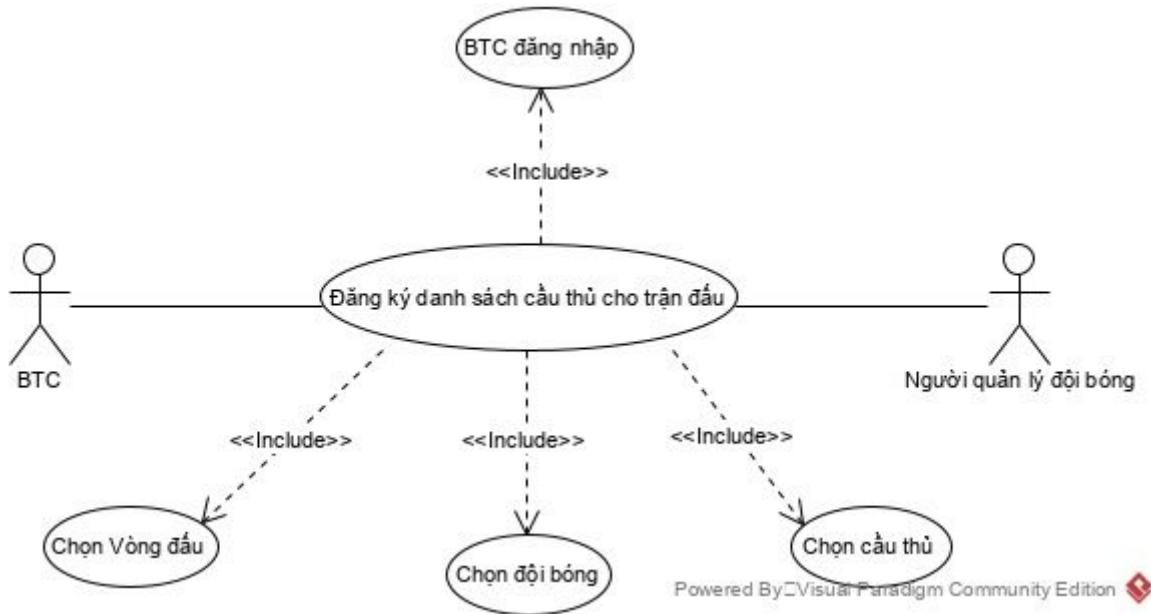 BTC đăng nhập
<<Include>>
Đăng ký danh sách cầu thủ cho trận đấu
BTC
Người quản lý đội bóng
<<Include>>
<<Include>>
<<Include>>
Chọn Vòng đấu
Chọn đội bóng
Chọn cầu thủ
Powered By□Visual Paradigm Community Edition